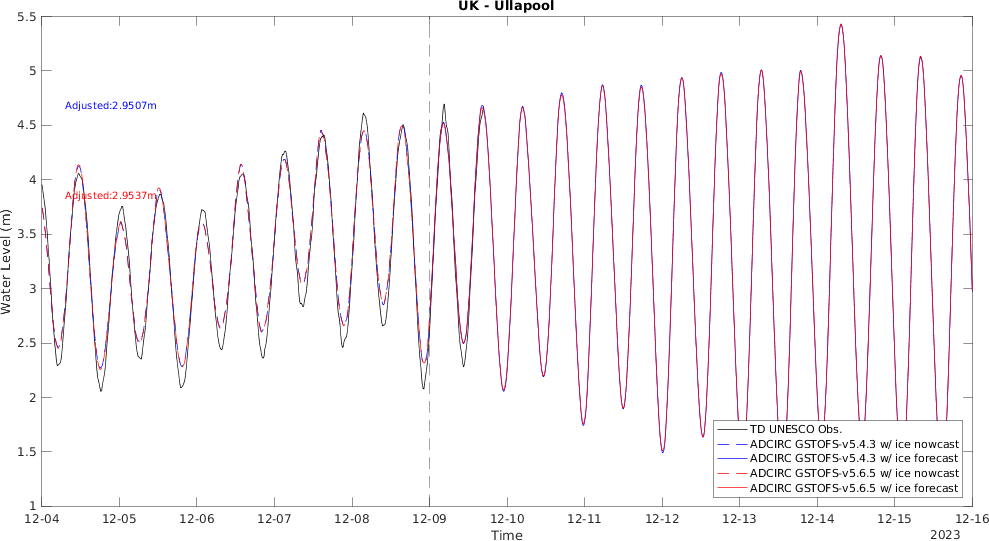 UK - Ullapool
5.5
5
4.5
4
3.5
3
2.5
2
1.5
1
Water Level (m)
Adjusted:2.9507m
Adjusted:2.9537m
TD UNESCO Obs.
ADCIRC GSTOFS-v5.4.3 w/ ice nowcast
ADCIRC GSTOFS-v5.4.3 w/ ice forecast
ADCIRC GSTOFS-v5.6.5 w/ ice nowcast
ADCIRC GSTOFS-v5.6.5 w/ ice forecast
12-04 12-05 12-06 12-07 12-08 12-09 12-10 12-11 12-12 12-13 12-14 12-15 12-16
Time
2023